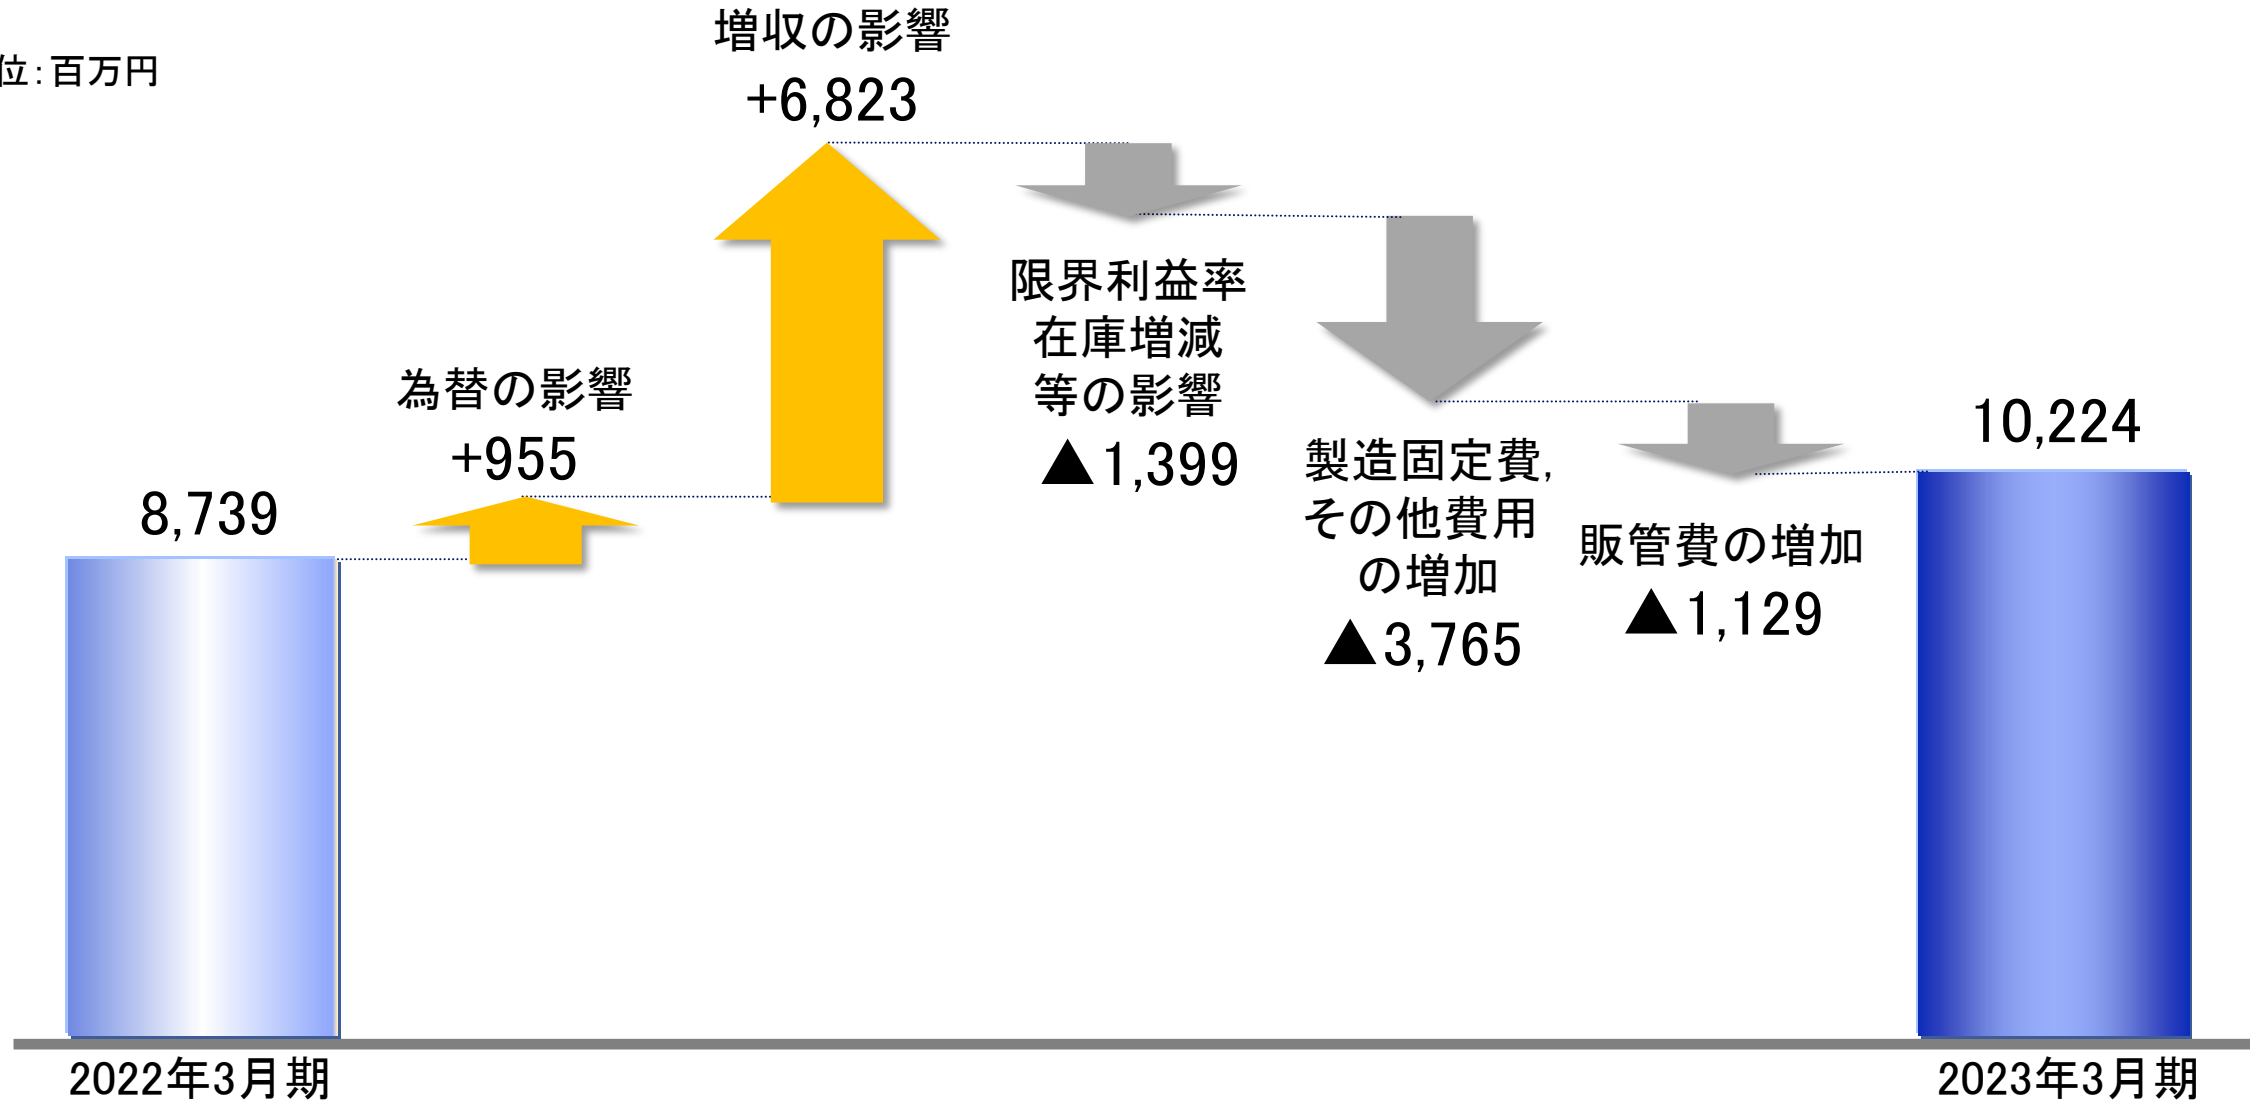 位：百万円
増収の影響
+6,823
為替の影響
+955
8,739
限界利益率
在庫増減
等の影響
▲1,399
製造固定費,
その他費用
の増加
▲3,765
販管費の増加
▲1,129
10,224
2022年3月期
2023年3月期